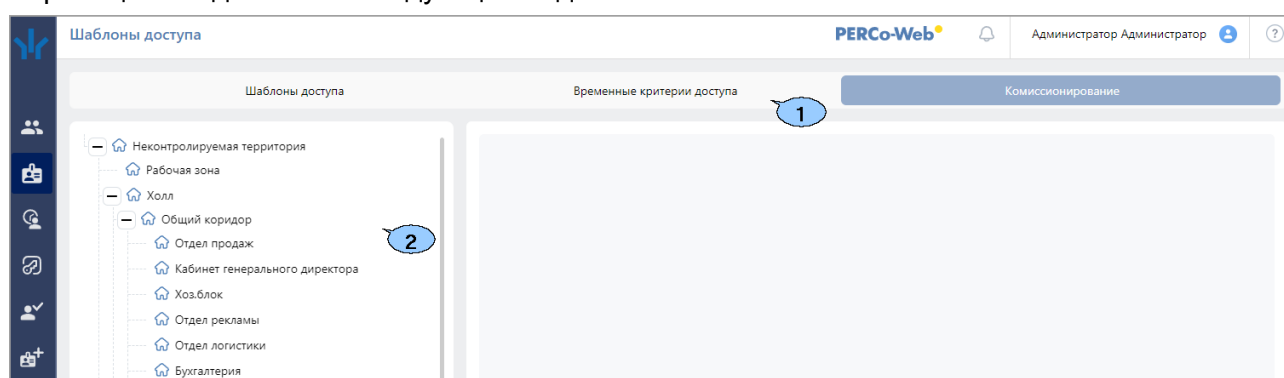 Шаблоны доступа
PERCo-Web
Администратор Администратор
?
Шаблоны доступа
Временные критерии доступа
Комиссионирование
1
Неконтролируемая территория
Рабочая зона
Холл
Общий коридор
2
Отдел продаж
Кабинет генерального директора
Хоз.блок
Отдел рекламы
Отдел логистики
Бухгалтерия